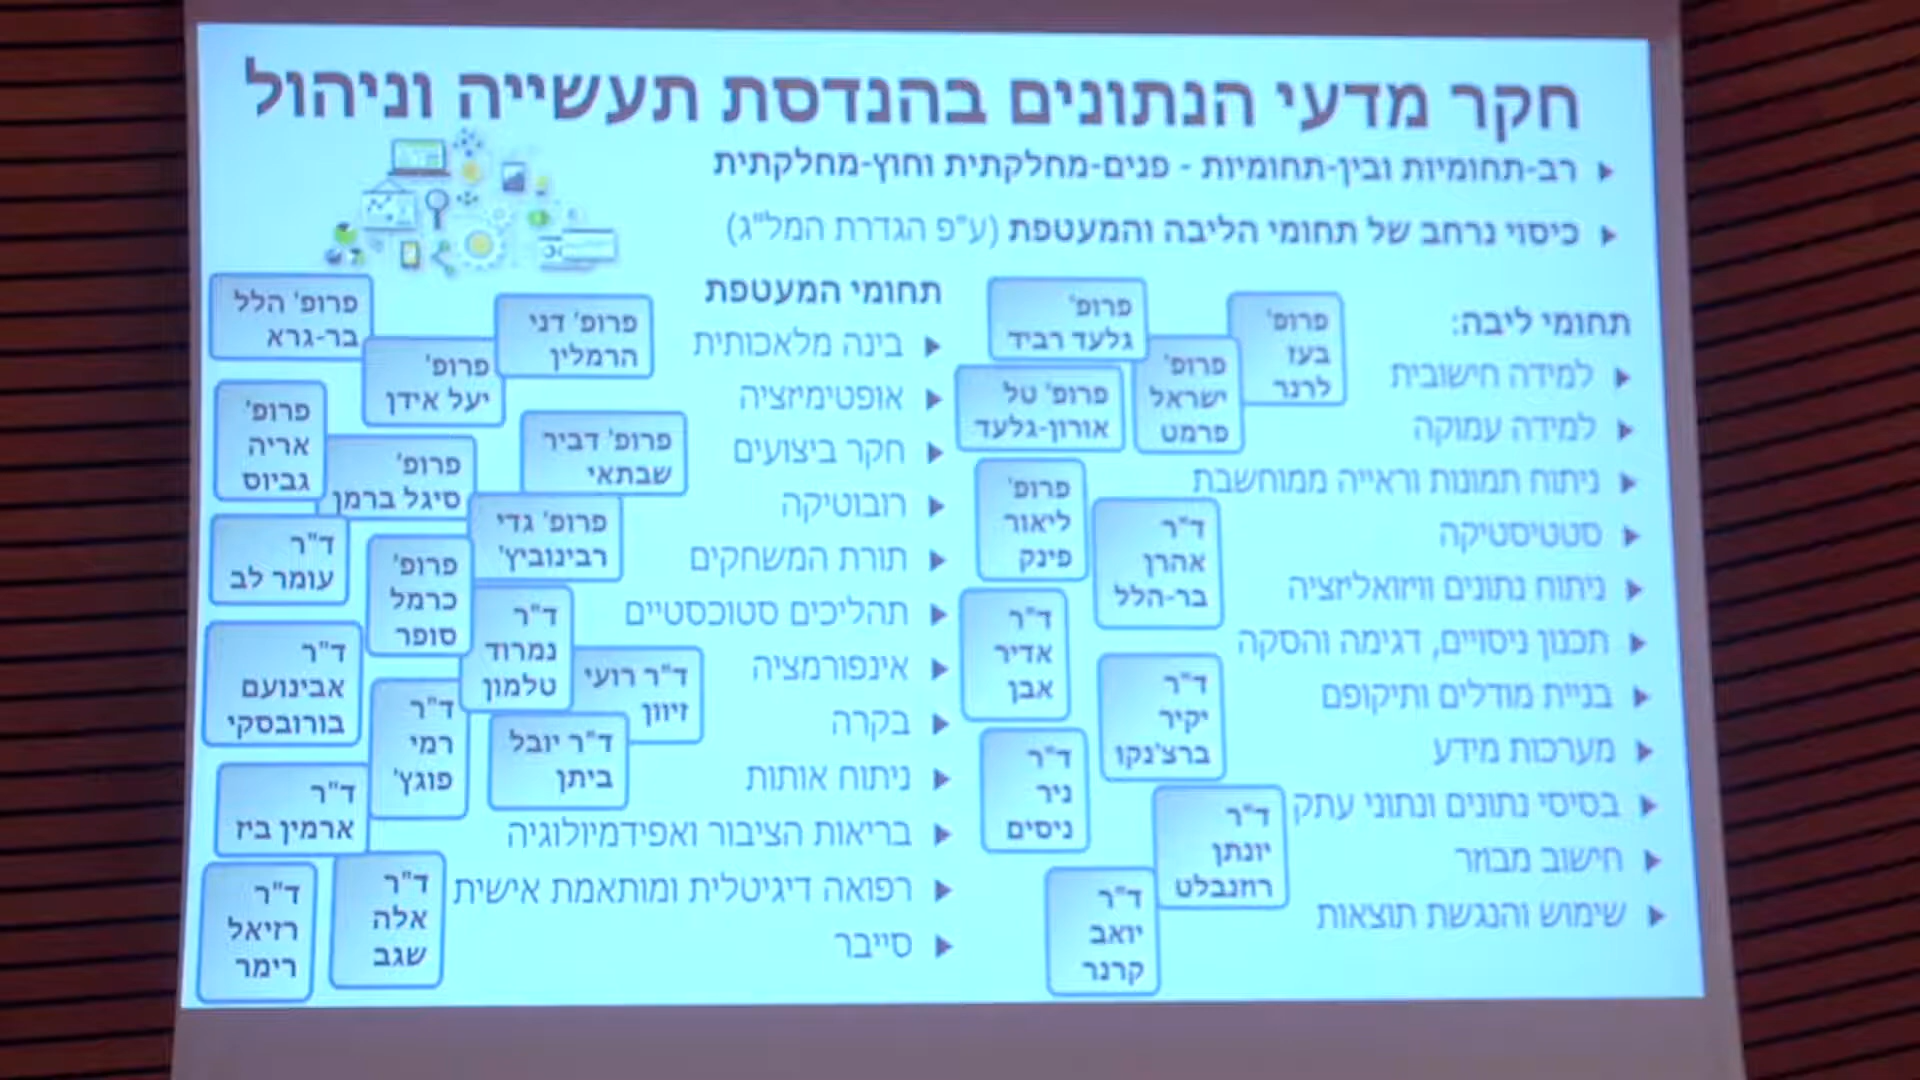 חקר מדעי הנתונים בהנדסת תעשייה וניהול
רב-תחומיות ובין-תחומיות - פנים-מחלקתית וחוץ-מחלקתית
כיסוי נרחב של תחומי הליבה והמעטפת (ע"פ הגדרת המל"ג)
תחומי ליבה:
למידה חישובית
למידה עמוקה
ניתוח תמונות וראייה ממוחשבת
סטטיסטיקה
ניתוח נתונים וויזואליזציה
תכנון ניסויים, דגימה והסקה
בניית מודלים ותיקופם
מערכות מידע
בסיסי נתונים ונתוני עתק
חישוב מבוזר
שימוש והנגשת תוצאות
פרופ'
בעז
לרנר
פרופ'
גלעד רביד
פרופ'
ישראל
פרמט
פרופ' טל
אורון-גלעד
פרופ'
ליאור
פינק
ד"ר
אהרן
בר-הלל
ד"ר
אדיר
אבן
ד"ר
יקיר
ברצ'נקו
ד"ר
ניר
ניסים
ד"ר
יונתן
רוזנבלט
ד"ר
יואב
קרנר
תחומי המעטפת
בינה מלאכותית
אופטימיזציה
חקר ביצועים
רובוטיקה
תורת המשחקים
תהליכים סטוכסטיים
אינפורמציה
בקרה
ניתוח אותות
בריאות הציבור ואפידמיולוגיה
רפואה דיגיטלית ומותאמת אישית
סייבר
פרופ' דני
הרמלין
פרופ' הלל
בר-גרא
פרופ'
יעל אידן
פרופ'
אריה
גביוס
פרופ' דביר
שבתאי
פרופ'
סיגל ברמן
פרופ' גדי
רבינוביץ'
ד"ר
עומר לב
פרופ'
כרמל
סופר
ד"ר
נמרוד
טלמון
ד"ר רועי
זיוון
ד"ר
אבינועם
בורובסקי
ד"ר
רמי
פוגץ'
ד"ר יובל
ביתן
ד"ר
ארמין ביז
ד"ר
אלה
שגב
ד"ר
רזיאל
רימר